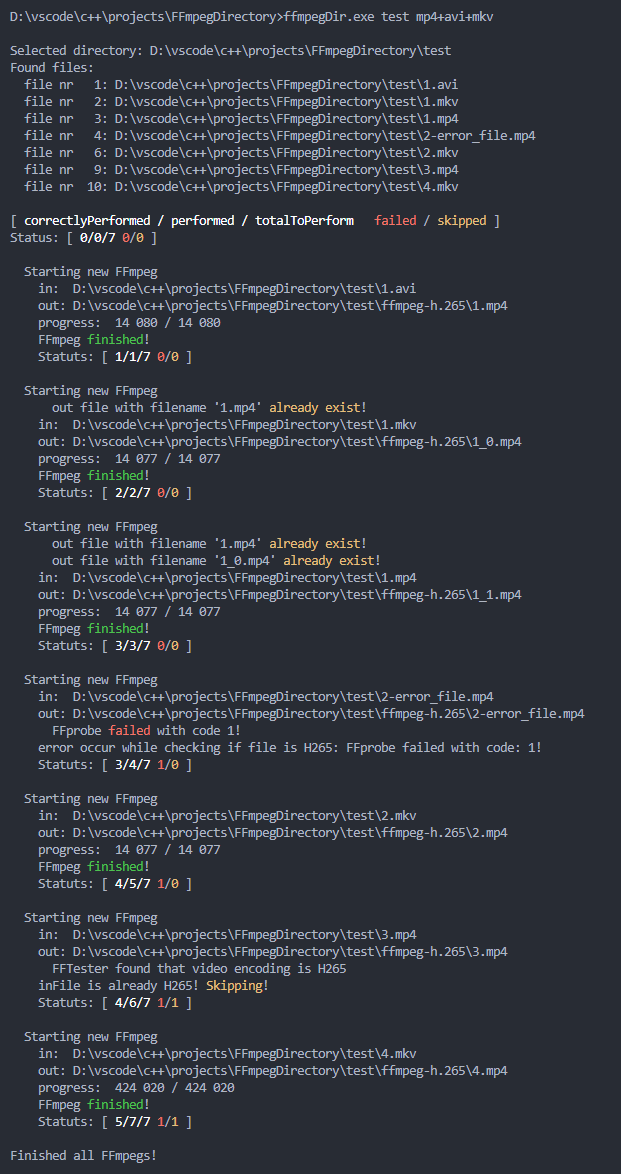 D:\vscode\c++\projects\FFmpegDirectory>ffmpegDir.exe test mp4+avi+mkv
Selected directory: D:\vscode\c++\projects\FFmpegDirectory\test
Found files:
file nr   1: D:\vscode\c++\projects\FFmpegDirectory\test\1.avi
file nr   2: D:\vscode\c++\projects\FFmpegDirectory\test\1.mkv
file nr   3: D:\vscode\c++\projects\FFmpegDirectory\test\1.mp4
file nr   4: D:\vscode\c++\projects\FFmpegDirectory\test\2-error_file.mp4
file nr   6: D:\vscode\c++\projects\FFmpegDirectory\test\2.mkv
file nr   9: D:\vscode\c++\projects\FFmpegDirectory\test\3.mp4
file nr  10: D:\vscode\c++\projects\FFmpegDirectory\test\4.mkv
[ correctlyPerformed / performed / totalToPerform   failed / skipped ]
Status: [ 0/0/7 0/0 ]
Starting new FFmpeg
in:  D:\vscode\c++\projects\FFmpegDirectory\test\1.avi
out: D:\vscode\c++\projects\FFmpegDirectory\test\ffmpeg-h.265\1.mp4
progress:  14 080 / 14 080
FFmpeg finished!
Statuts: [ 1/1/7 0/0 ]
Starting new FFmpeg
out file with filename '1.mp4' already exist!
in:  D:\vscode\c++\projects\FFmpegDirectory\test\1.mkv
out: D:\vscode\c++\projects\FFmpegDirectory\test\ffmpeg-h.265\1_0.mp4
progress:  14 077 / 14 077
FFmpeg finished!
Statuts: [ 2/2/7 0/0 ]
Starting new FFmpeg
out file with filename '1.mp4' already exist!
out file with filename '1_0.mp4' already exist!
in:  D:\vscode\c++\projects\FFmpegDirectory\test\1.mp4
out: D:\vscode\c++\projects\FFmpegDirectory\test\ffmpeg-h.265\1_1.mp4
progress:  14 077 / 14 077
FFmpeg finished!
Statuts: [ 3/3/7 0/0 ]
Starting new FFmpeg
in:  D:\vscode\c++\projects\FFmpegDirectory\test\2-error_file.mp4
out: D:\vscode\c++\projects\FFmpegDirectory\test\ffmpeg-h.265\2-error_file.mp4
FFprobe failed with code 1!
error occur while checking if file is H265: FFprobe failed with code: 1!
Statuts: [ 3/4/7 1/0 ]
Starting new FFmpeg
in:  D:\vscode\c++\projects\FFmpegDirectory\test\2.mkv
out: D:\vscode\c++\projects\FFmpegDirectory\test\ffmpeg-h.265\2.mp4
progress:  14 077 / 14 077
FFmpeg finished!
Statuts: [ 4/5/7 1/0 ]
Starting new FFmpeg
in:  D:\vscode\c++\projects\FFmpegDirectory\test\3.mp4
out: D:\vscode\c++\projects\FFmpegDirectory\test\ffmpeg-h.265\3.mp4
FFTester found that video encoding is H265
inFile is already H265! Skipping!
Statuts: [ 4/6/7 1/1 ]
Starting new FFmpeg
in:  D:\vscode\c++\projects\FFmpegDirectory\test\4.mkv
out: D:\vscode\c++\projects\FFmpegDirectory\test\ffmpeg-h.265\4.mp4
progress:  424 020 / 424 020
FFmpeg finished!
Statuts: [ 5/7/7 1/1 ]
Finished all FFmpegs!